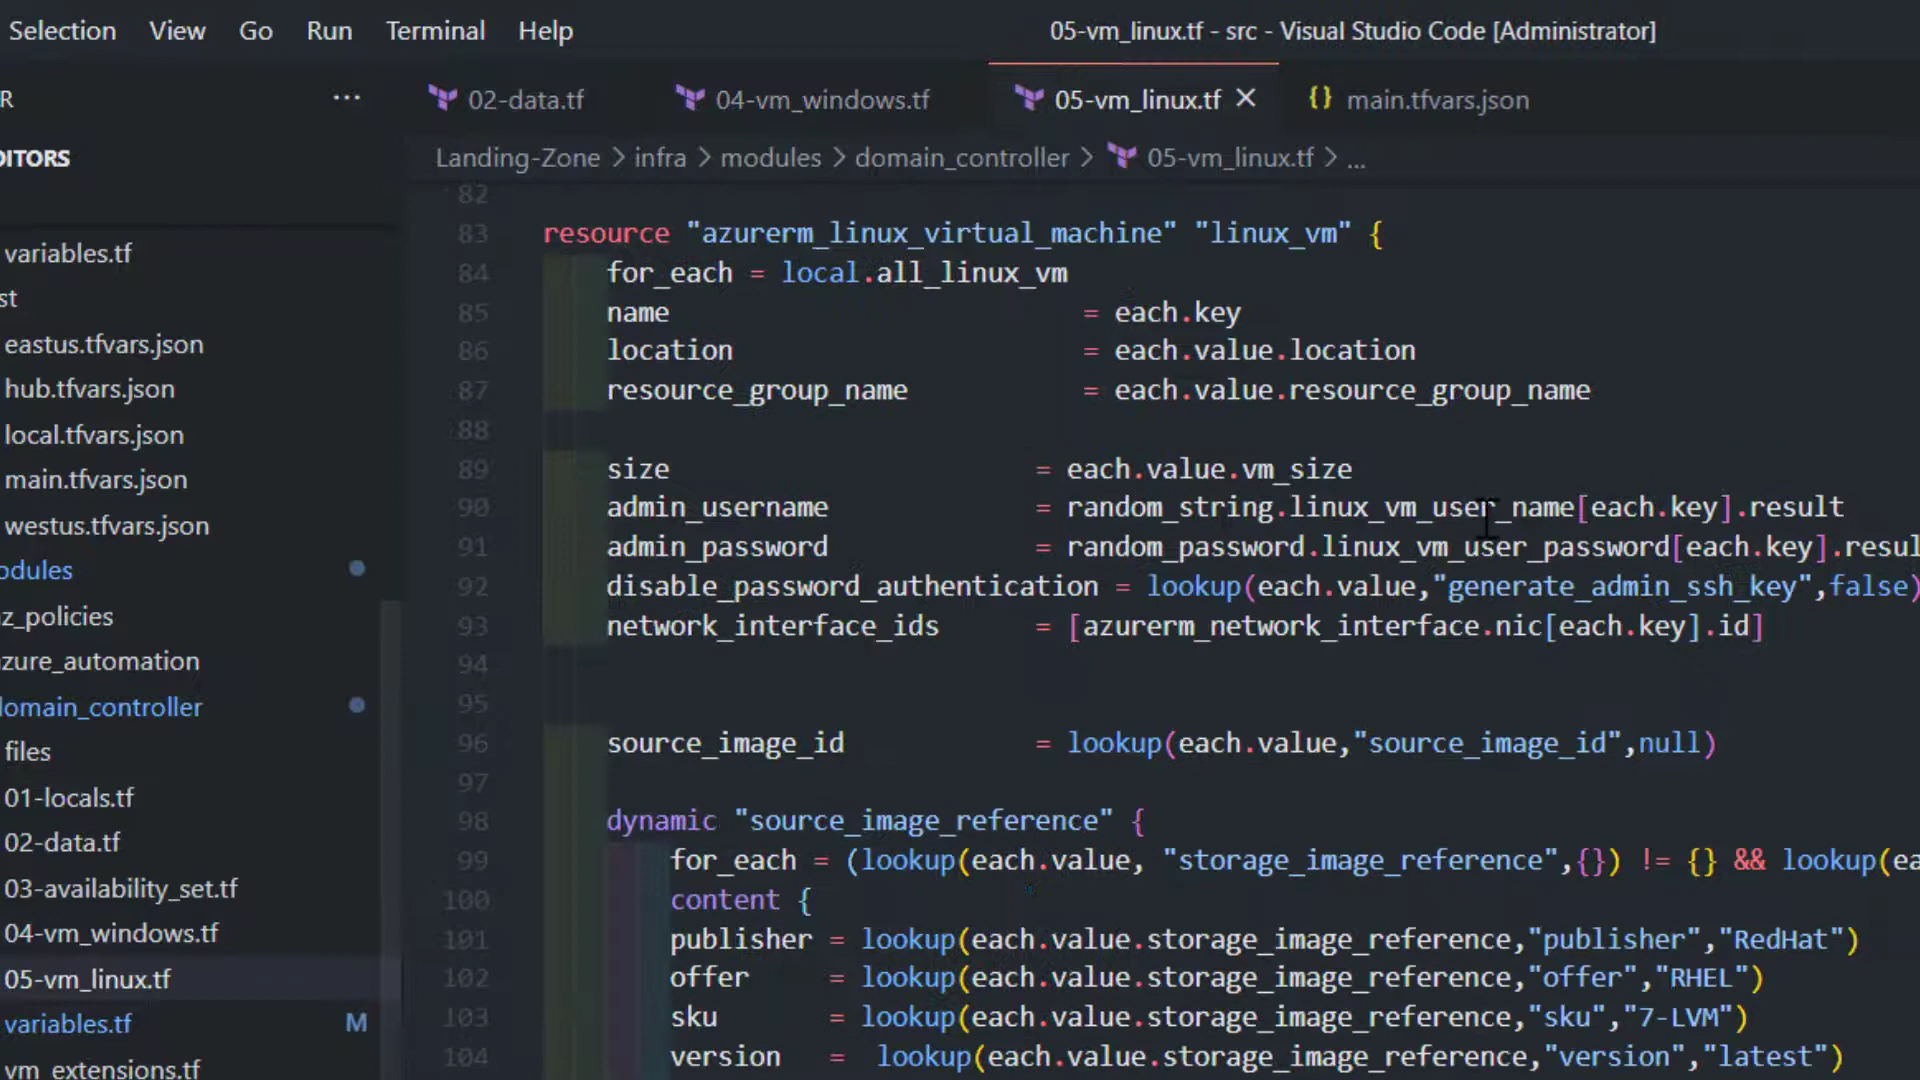 Selection View Go Run Terminal Help
05-vm_linux.tf - src - Visual Studio Code [Administrator]
R ...
02-data.tf
04-vm_windows.tf
05-vm_linux.tf
{} main.tfvars.json
Landing-Zone > infra > modules > domain_controller > 05-vm_linux.tf > ...
DITORS
variables.tf
st
eastus.tfvars.json
hub.tfvars.json
local.tfvars.json
main.tfvars.json
westus.tfvars.json
odules
z_policies
zure_automation
lomain_controller
files
01-locals.tf
02-data.tf
03-availability_set.tf
04-vm_windows.tf
05-vm_linux.tf
variables.tf M
vm_extensions.tf
82
83 resource "azurerm_linux_virtual_machine" "linux_vm" {
84 for_each = local.all_linux_vm
85 name = each.key
86 location = each.value.location
87 resource_group_name = each.value.resource_group_name
88
89 size = each.value.vm_size
90 admin_username = random_string.linux_vm_user_name[each.key].result
91 admin_password = random_password.linux_vm_user_password[each.key].resul
92 disable_password_authentication = lookup(each.value,"generate_admin_ssh_key",false)
93 network_interface_ids = [azurerm_network_interface.nic[each.key].id]
94
95
96 source_image_id = lookup(each.value,"source_image_id",null)
97
98 dynamic "source_image_reference" {
99 for_each = (lookup(each.value, "storage_image_reference",{}) != {} && lookup(ea
100 content {
101 publisher = lookup(each.value.storage_image_reference,"publisher","RedHat")
102 offer = lookup(each.value.storage_image_reference,"offer","RHEL")
103 sku = lookup(each.value.storage_image_reference,"sku","7-LVM")
104 version = lookup(each.value.storage_image_reference,"version","latest")